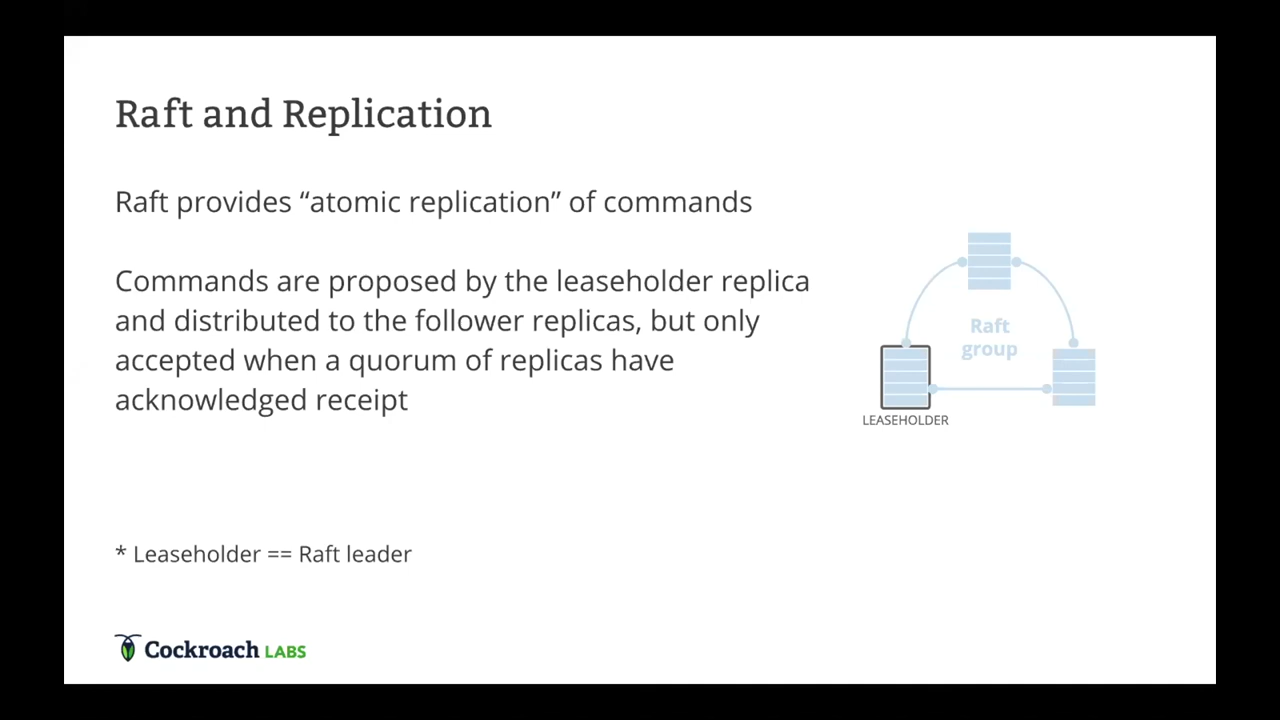 Raft and Replication
Raft provides “atomic replication” of commands
Commands are proposed by the leaseholder replica
and distributed to the follower replicas, but only
accepted when a quorum of replicas have
acknowledged receipt
Raft
group
LEASEHOLDER
* Leaseholder == Raft leader
Cockroach LABS